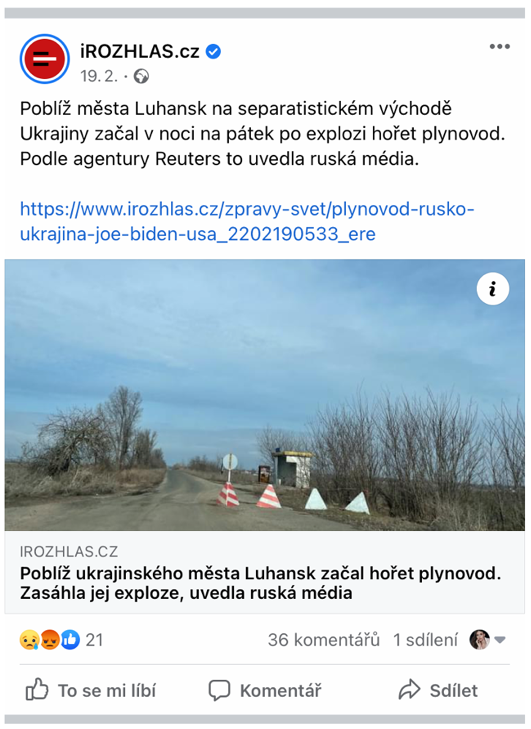 iROZHLAS.cz
19. 2. ·
Poblíž města Luhansk na separatistickém východě
Ukrajiny začal v noci na pátek po explozi hořet plynovod.
Podle agentury Reuters to uvedla ruská média.
https://www.irozhlas.cz/zpravy-svet/plynovod-rusko-
ukrajina-joe-biden-usa_2202190533_ere
i
IROZHLAS.CZ
Poblíž ukrajinského města Luhansk začal hořet plynovod.
Zasáhla jej exploze, uvedla ruská média
21 36 komentářů 1 sdílení
To se mi líbí Komentář Sdílet